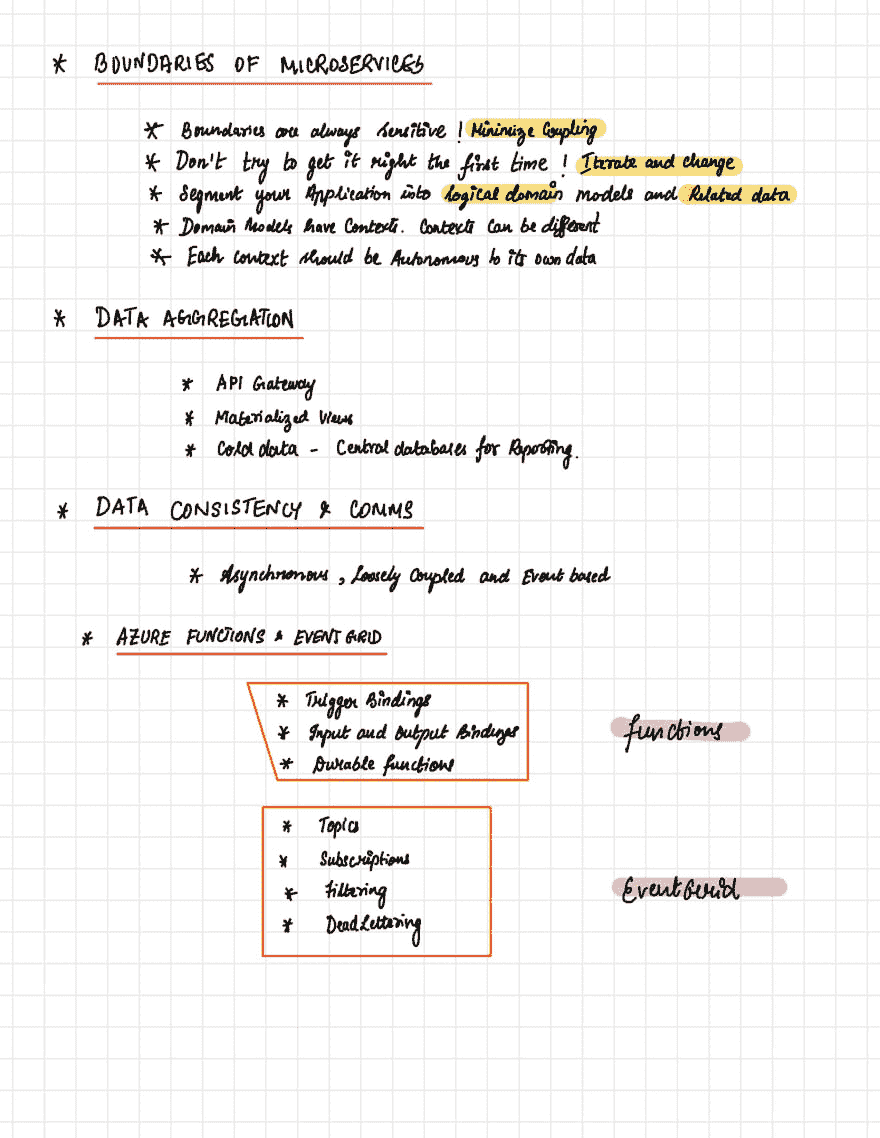 * BOUNDARIES OF MICROSERVICES
* Boundaries are always sensitive ! Minimize Coupling
* Don't try to get it right the first time ! Iterate and change
* Segment your Application into logical domain models and Related data
* Domain Models have Contexts. Contexts can be different
* Each context should be Autonomous to its own data
* DATA AGGREGATION
* API Gateway
* Materialized Views
* Cold data - Central databases for Reporting.
* DATA CONSISTENCY & COMMS
* Asynchronous, Loosely Coupled and Event based
* AZURE FUNCTIONS & EVENT GRID
* Trigger Bindings
* Input and Output Bindings
* Durable functions
functions
* Topics
* Subscriptions
* Filtering
* Dead Lettering
Event Grid